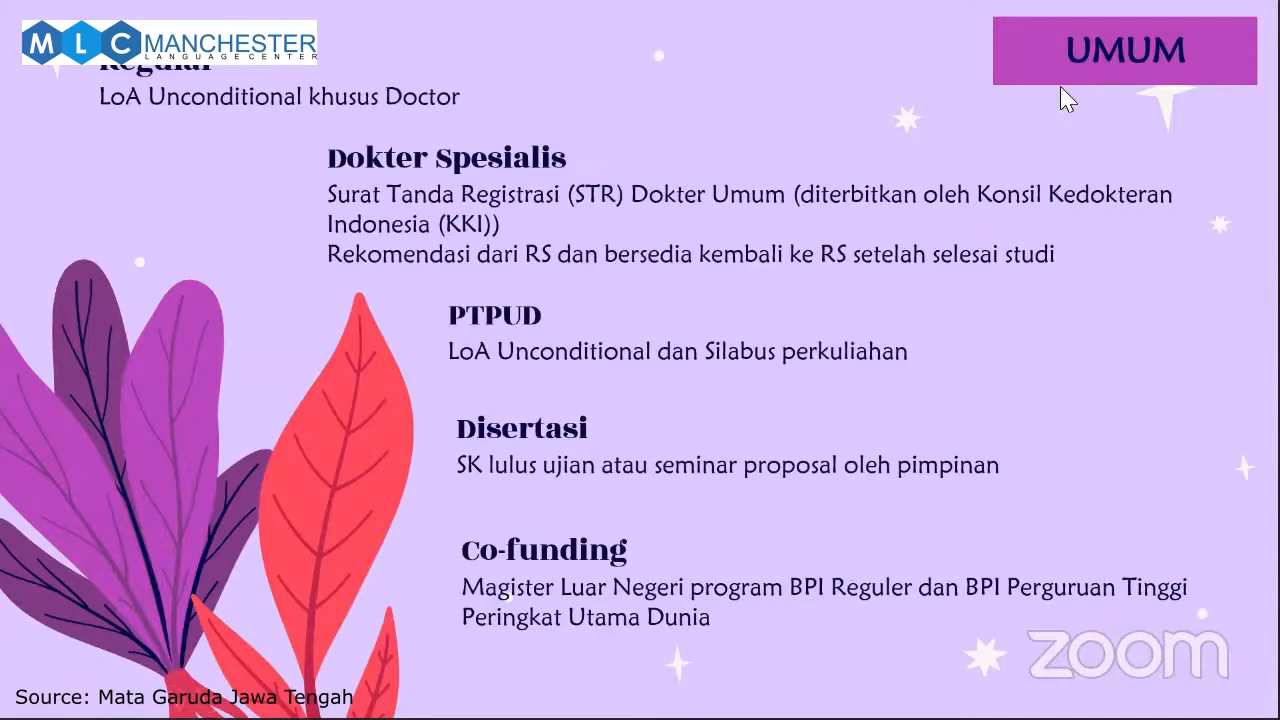 MLC MANCHESTER
LANGUAGE CENTER
UMUM
Regular
LoA Unconditional khusus Doctor
Dokter Spesialis
Surat Tanda Registrasi (STR) Dokter Umum (diterbitkan oleh Konsil Kedokteran
Indonesia (KKI))
Rekomendasi dari RS dan bersedia kembali ke RS setelah selesai studi
PTPUD
LoA Unconditional dan Silabus perkuliahan
Disertasi
SK lulus ujian atau seminar proposal oleh pimpinan
Co-funding
Magister Luar Negeri program BPI Reguler dan BPI Perguruan Tinggi
Peringkat Utama Dunia
zoom
Source: Mata Garuda Jawa Tengah